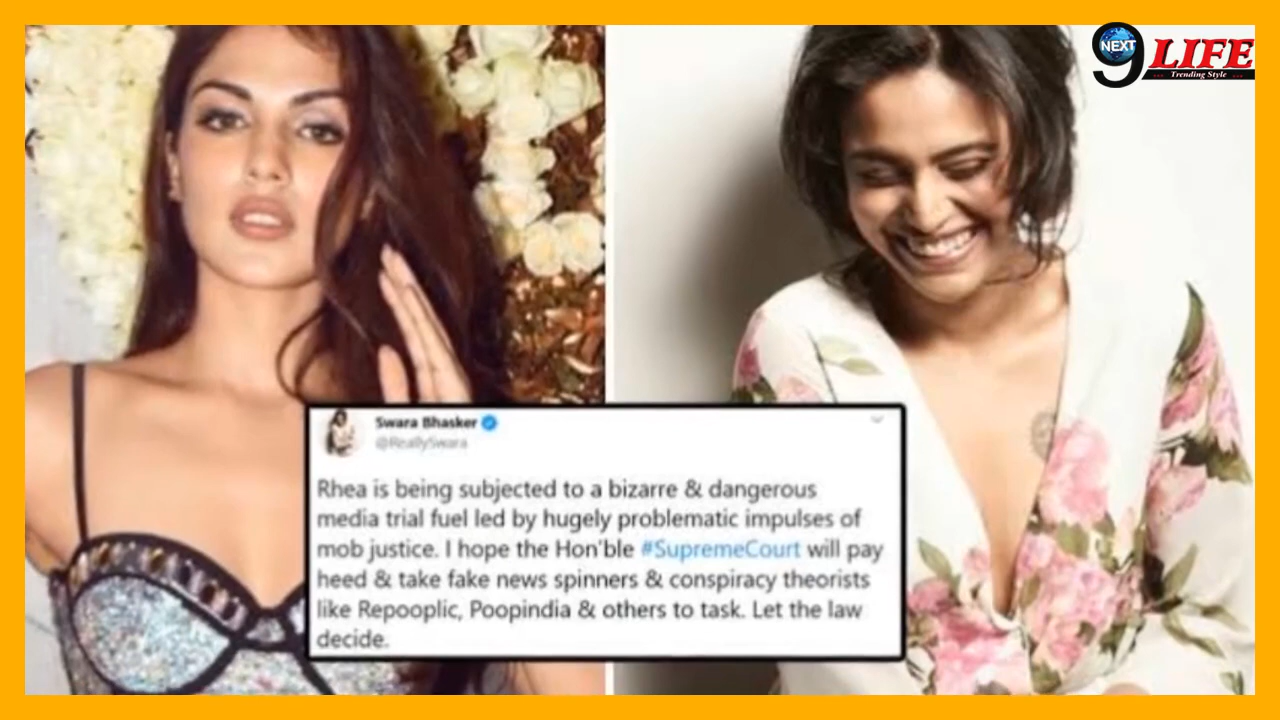 NEXT
9 LIFE
... Trending Style ...
Swara Bhasker
@ReallySwara
Rhea is being subjected to a bizarre & dangerous
media trial fuel led by hugely problematic impulses of
mob justice. I hope the Hon'ble #SupremeCourt will pay
heed & take fake news spinners & conspiracy theorists
like Repooplic, Poopindia & others to task. Let the law
decide.